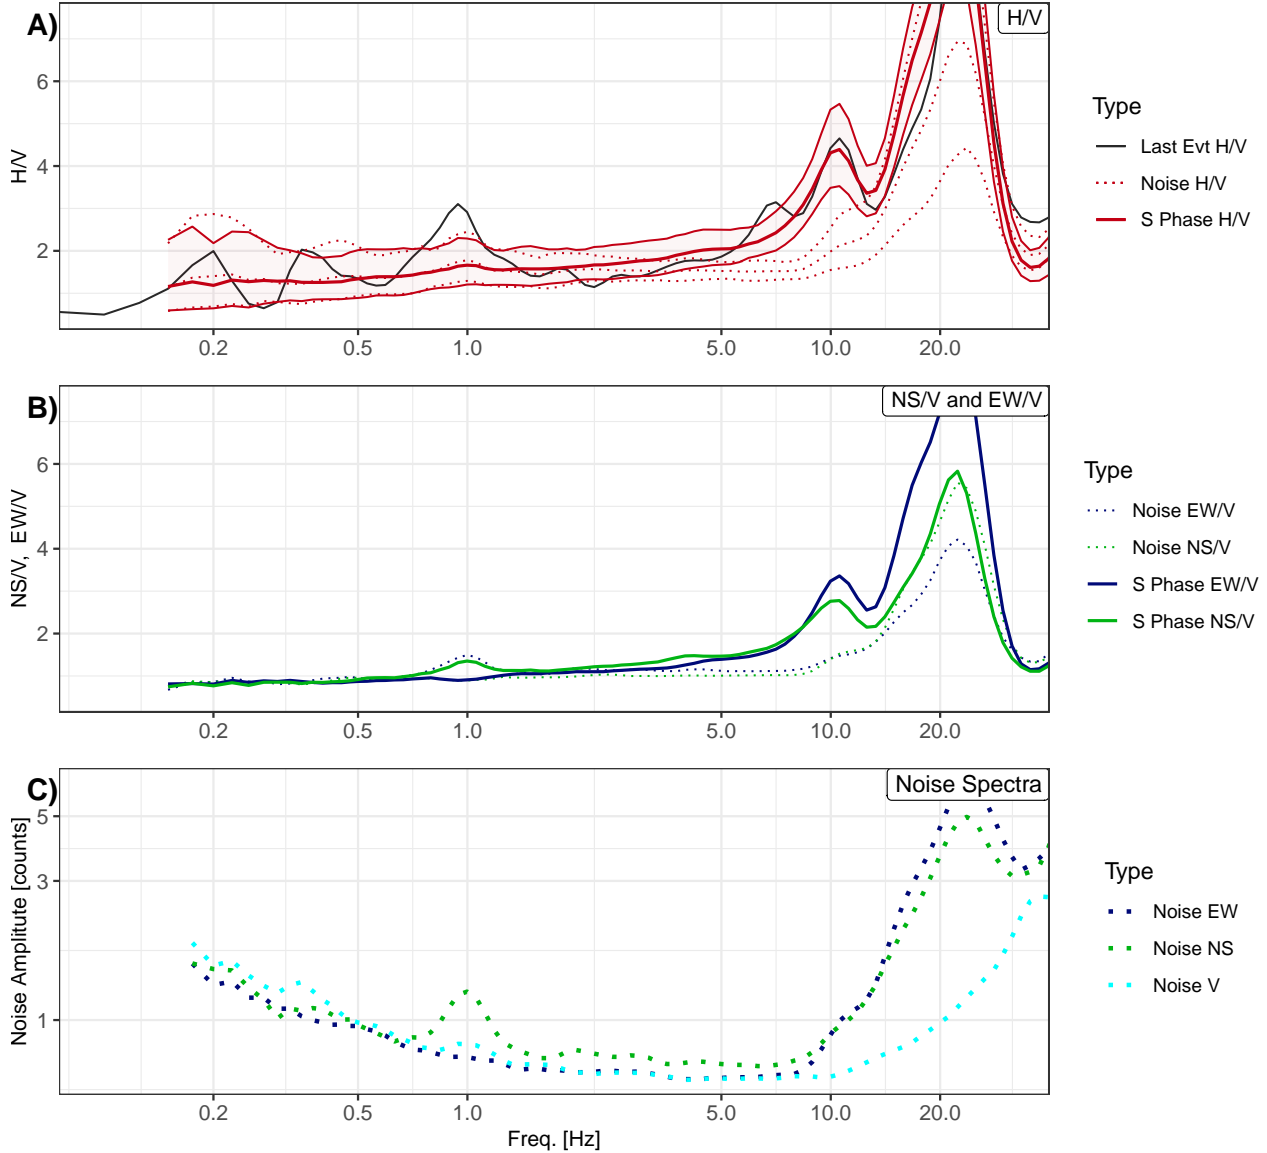 A)
H/V
6
4
2
H/V
0.2 0.5 1.0 5.0 10.0 20.0
Type
Last Evt H/V
Noise H/V
S Phase H/V
B)
NS/V and EW/V
6
4
2
NS/V, EW/V
0.2 0.5 1.0 5.0 10.0 20.0
Type
Noise EW/V
Noise NS/V
S Phase EW/V
S Phase NS/V
C)
Noise Spectra
5
3
1
Noise Amplitute [counts]
0.2 0.5 1.0 5.0 10.0 20.0
Freq. [Hz]
Type
Noise EW
Noise NS
Noise V